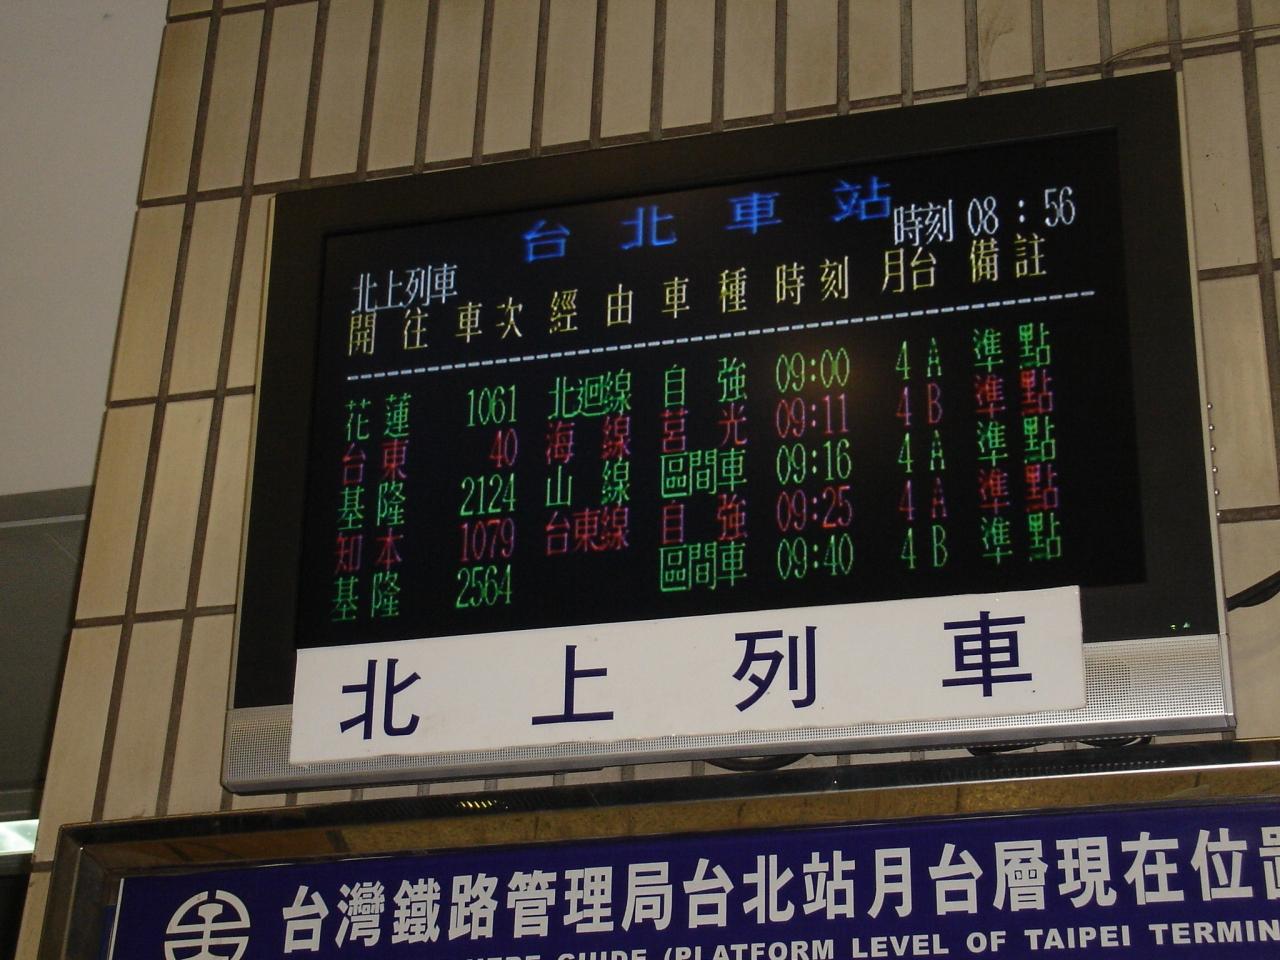 台北車站
時刻 08：56
北上列車
開往 車次 經由 車種 時刻 月台 備註
花蓮 1061 北迴線 自強 09:00 4A 準點
台東 40 海線 莒光 09:11 4B 準點
基隆 2124 山線 區間車 09:16 4A 準點
知本 1079 台東線 自強 09:25 4A 準點
基隆 2564 區間車 09:40 4B 準點
北上列車
台灣鐵路管理局台北站月台層現在位置
GUIDE (PLATFORM LEVEL OF TAIPEI TERMIN